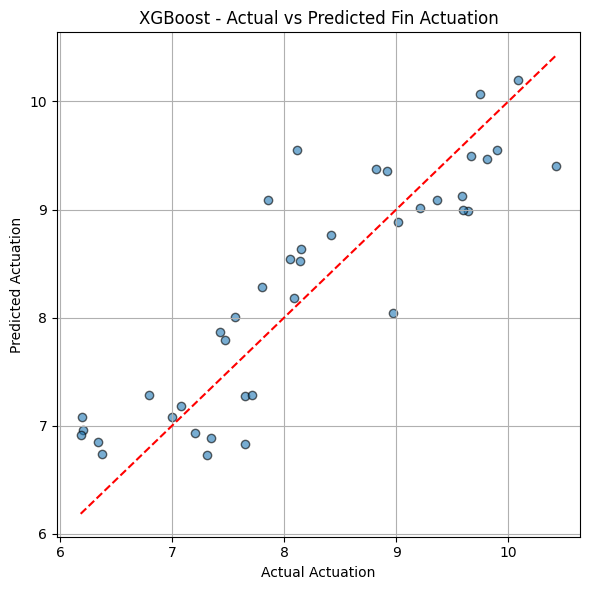 XGBoost - Actual vs Predicted Fin Actuation
Predicted Actuation
10
9
8
7
6
6 7 8 9 10
Actual Actuation